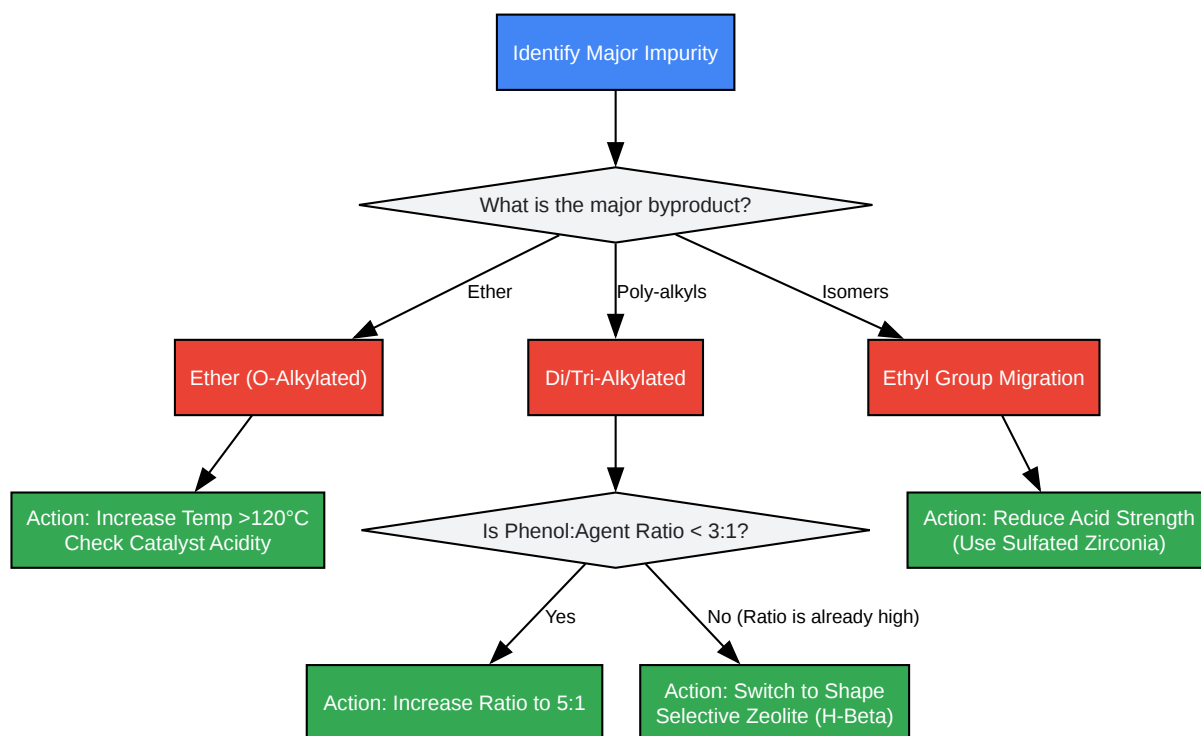 Identify Major Impurity
What is the major byproduct?
Ether
Poly-alkyls
Isomers
Ether (O-Alkylated)
Di/Tri-Alkylated
Ethyl Group Migration
Action: Increase Temp >120°C
Check Catalyst Acidity
Is Phenol:Agent Ratio < 3:1?
Action: Reduce Acid Strength
(Use Sulfated Zirconia)
Yes
No (Ratio is already high)
Action: Increase Ratio to 5:1
Action: Switch to Shape
Selective Zeolite (H-Beta)